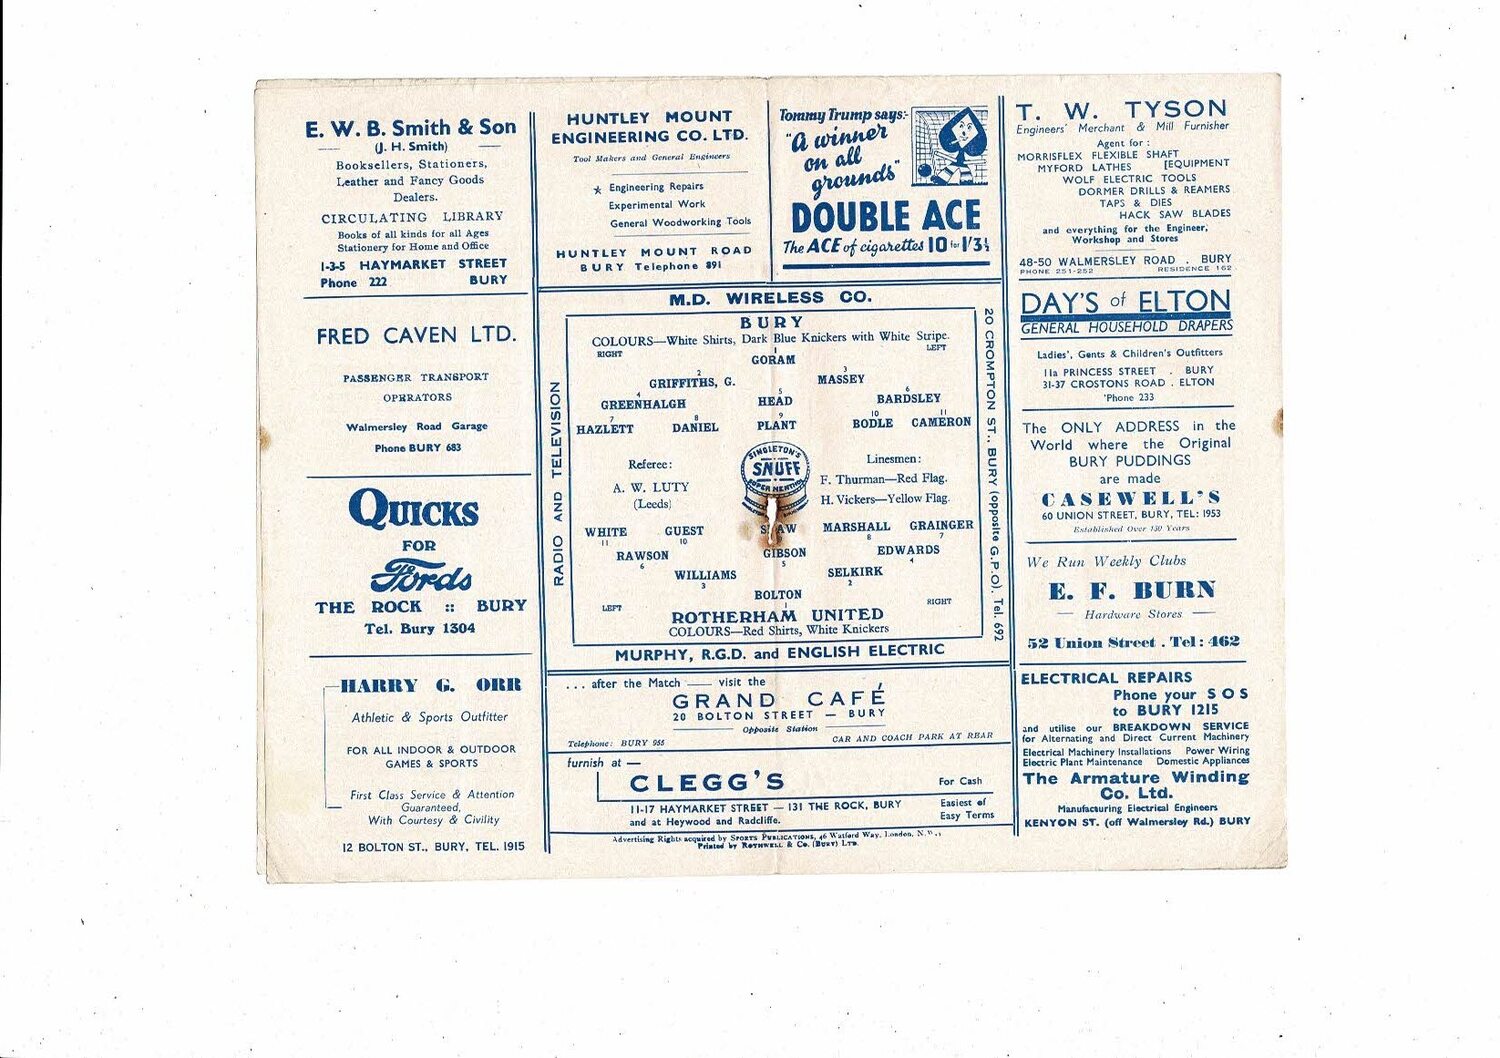 E. W. B. Smith & Son
(J. H. Smith)
Booksellers, Stationers,
Leather and Fancy Goods
Dealers.
CIRCULATING LIBRARY
Books of all kinds for all Ages
Stationery for Home and Office
1-3-5 HAYMARKET STREET
Phone 222 BURY
FRED CAVEN LTD.
PASSENGER TRANSPORT
OPERATORS
Walmersley Road Garage
Phone BURY 683
QUICKS
FOR
Fords
THE ROCK :: BURY
Tel. Bury 1304
HARRY G. ORR
Athletic & Sports Outfitter
FOR ALL INDOOR & OUTDOOR
GAMES & SPORTS
First Class Service & Attention
Guaranteed,
With Courtesy & Civility
12 BOLTON ST., BURY, TEL. 1915
HUNTLEY MOUNT
ENGINEERING CO. LTD.
Tool Makers and General Engineers
★ Engineering Repairs
Experimental Work
General Woodworking Tools
HUNTLEY MOUNT ROAD
BURY Telephone 891
Tommy Trump says:-
"A winner
on all
grounds"
DOUBLE ACE
The ACE of cigarettes 10 for 1/3½
M.D. WIRELESS CO.
RADIO AND TELEVISION
20 CROMPTON ST., BURY (opposite G.P.O). Tel. 692
BURY
COLOURS—White Shirts, Dark Blue Knickers with White Stripe.
RIGHT LEFT
1
GORAM
2 3
GRIFFITHS, G. MASSEY
4 5 6
GREENHALGH HEAD BARDSLEY
7 8 9 10 11
HAZLETT DANIEL PLANT BODLE CAMERON
SINGLETON'S
SNUFF
SUPER MENTHOL
Referee:
A. W. LUTY
(Leeds)
Linesmen:
F. Thurman—Red Flag.
H. Vickers—Yellow Flag.
WHITE GUEST MARSHALL GRAINGER
11 10 8 7
RAWSON GIBSON EDWARDS
6 5 4
WILLIAMS SELKIRK
3 2
BOLTON
1
LEFT RIGHT
ROTHERHAM UNITED
COLOURS—Red Shirts, White Knickers
MURPHY, R.G.D. and ENGLISH ELECTRIC
... after the Match — visit the
GRAND CAFÉ
20 BOLTON STREET — BURY
Opposite Station
Telephone: BURY 955 CAR AND COACH PARK AT REAR
furnish at —
CLEGG'S
11-17 HAYMARKET STREET — 131 THE ROCK, BURY
and at Heywood and Radcliffe.
For Cash
Easiest of
Easy Terms
Advertising Rights acquired by SPORTS PUBLICATIONS, 46 Watford Way, London, N.W.4
Printed by ROTHWELL & Co. (BURY) LTD.
T. W. TYSON
Engineers' Merchant & Mill Furnisher
Agent for:
MORRISFLEX FLEXIBLE SHAFT
MYFORD LATHES [EQUIPMENT
WOLF ELECTRIC TOOLS
DORMER DRILLS & REAMERS
TAPS & DIES
HACK SAW BLADES
and everything for the Engineer,
Workshop and Stores
48-50 WALMERSLEY ROAD . BURY
PHONE 251-252 RESIDENCE 162
DAY'S of ELTON
GENERAL HOUSEHOLD DRAPERS
Ladies', Gents & Children's Outfitters
11a PRINCESS STREET . BURY
31-37 CROSTONS ROAD . ELTON
'Phone 233
The ONLY ADDRESS in the
World where the Original
BURY PUDDINGS
are made
CASEWELL'S
60 UNION STREET, BURY, TEL: 1953
Established Over 130 Years
We Run Weekly Clubs
E. F. BURN
— Hardware Stores —
52 Union Street . Tel: 462
ELECTRICAL REPAIRS
Phone your S O S
to BURY 1215
and utilise our BREAKDOWN SERVICE
for Alternating and Direct Current Machinery
Electrical Machinery Installations Power Wiring
Electric Plant Maintenance Domestic Appliances
The Armature Winding
Co. Ltd.
Manufacturing Electrical Engineers
KENYON ST. (off Walmersley Rd.) BURY